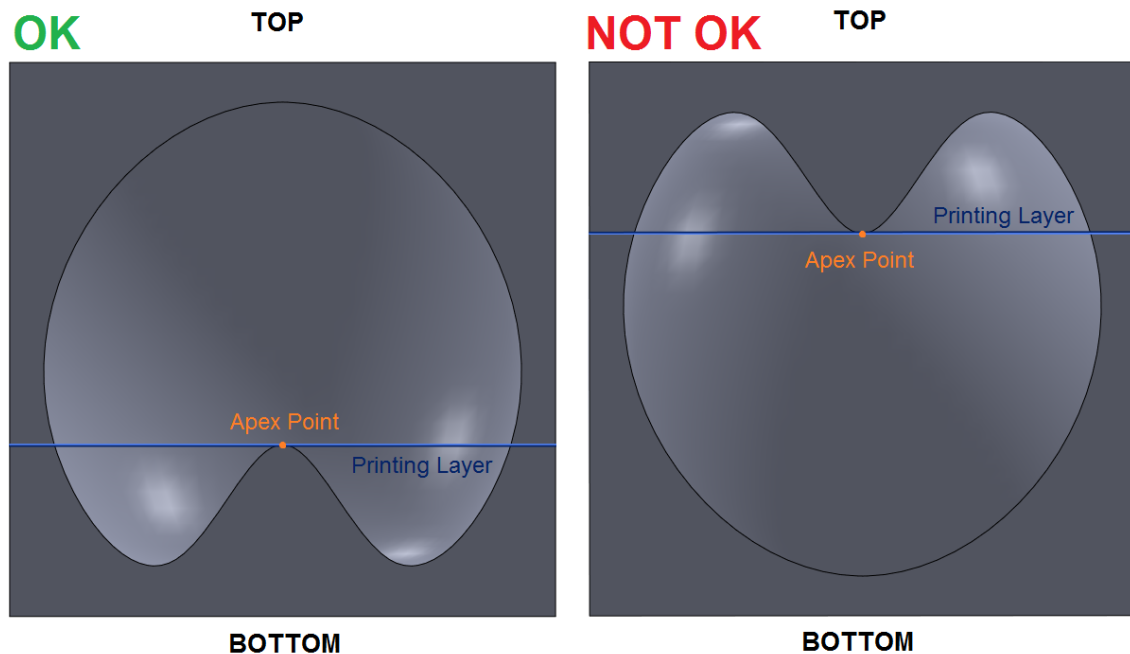 OK
TOP
Apex Point
Printing Layer
BOTTOM
NOT OK
TOP
Printing Layer
Apex Point
BOTTOM